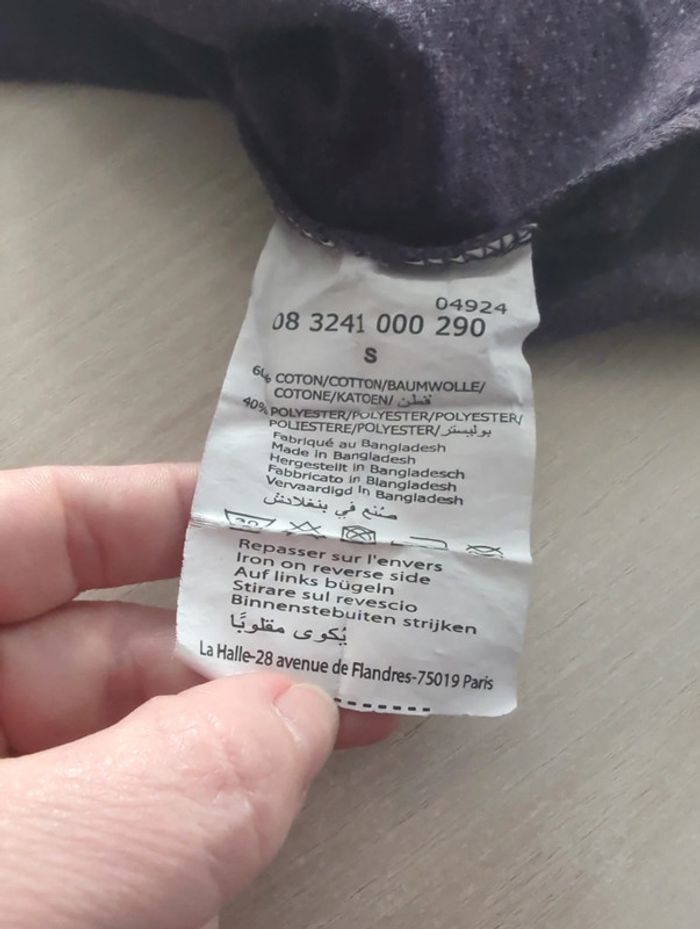 04924
08 3241 000 290
S
60% COTON/COTTON/BAUMWOLLE/
COTONE/KATOEN/ قطن
40% POLYESTER/POLYESTER/POLYESTER/
POLIESTERE/POLYESTER/ بوليستر
Fabriqué au Bangladesh
Made in Bangladesh
Hergestellt in Bangladesch
Fabbricato in Blangladesh
Vervaardigd In Bangladesh
صُنع في بنغلادش
30
Repasser sur l'envers
Iron on reverse side
Auf links bügeln
Stirare sul revescio
Binnenstebuiten strijken
يُكوى مقلوبًا
La Halle-28 avenue de Flandres-75019 Paris